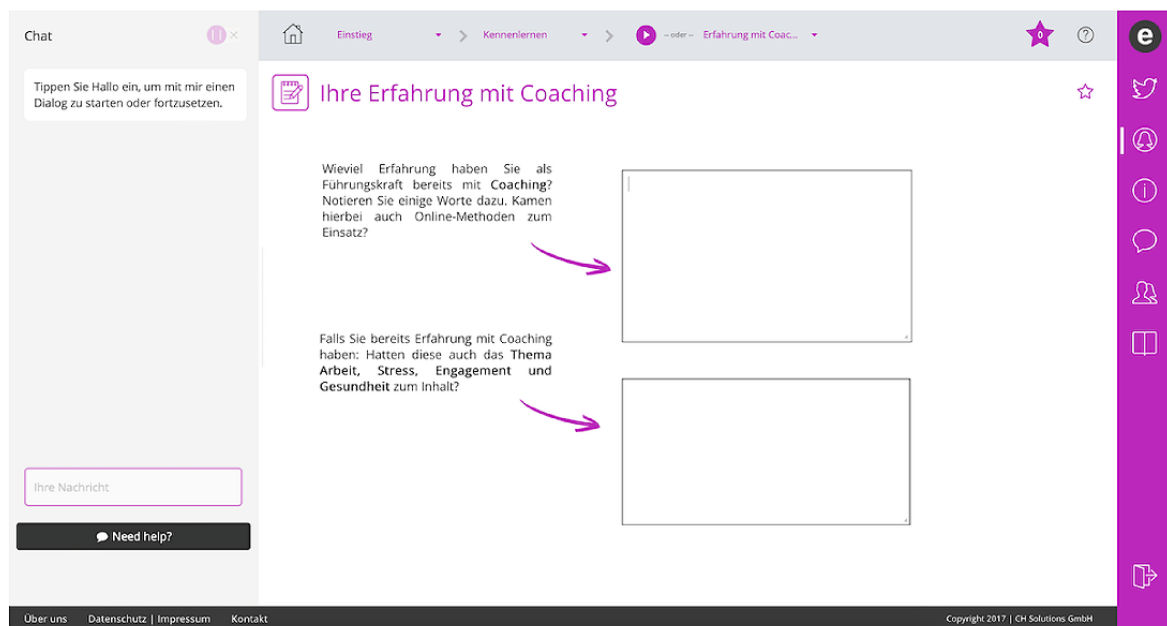 Chat
Tippen Sie Hallo ein, um mit mir einen
Dialog zu starten oder fortzusetzen.
Ihre Nachricht
Need help?
Einstieg
Kennenlernen
-- oder -- Erfahrung mit Coac...
0
?
e
Ihre Erfahrung mit Coaching
Wieviel Erfahrung haben Sie als
Führungskraft bereits mit Coaching?
Notieren Sie einige Worte dazu. Kamen
hierbei auch Online-Methoden zum
Einsatz?
Falls Sie bereits Erfahrung mit Coaching
haben: Hatten diese auch das Thema
Arbeit, Stress, Engagement und
Gesundheit zum Inhalt?
Über uns Datenschutz | Impressum Kontakt
Copyright 2017 | CH Solutions GmbH